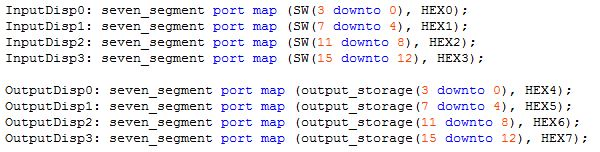 InputDisp0: seven_segment port map (SW(3 downto 0), HEX0);
InputDisp1: seven_segment port map (SW(7 downto 4), HEX1);
InputDisp2: seven_segment port map (SW(11 downto 8), HEX2);
InputDisp3: seven_segment port map (SW(15 downto 12), HEX3);
OutputDisp0: seven_segment port map (output_storage(3 downto 0), HEX4);
OutputDisp1: seven_segment port map (output_storage(7 downto 4), HEX5);
OutputDisp2: seven_segment port map (output_storage(11 downto 8), HEX6);
OutputDisp3: seven_segment port map (output_storage(15 downto 12), HEX7);